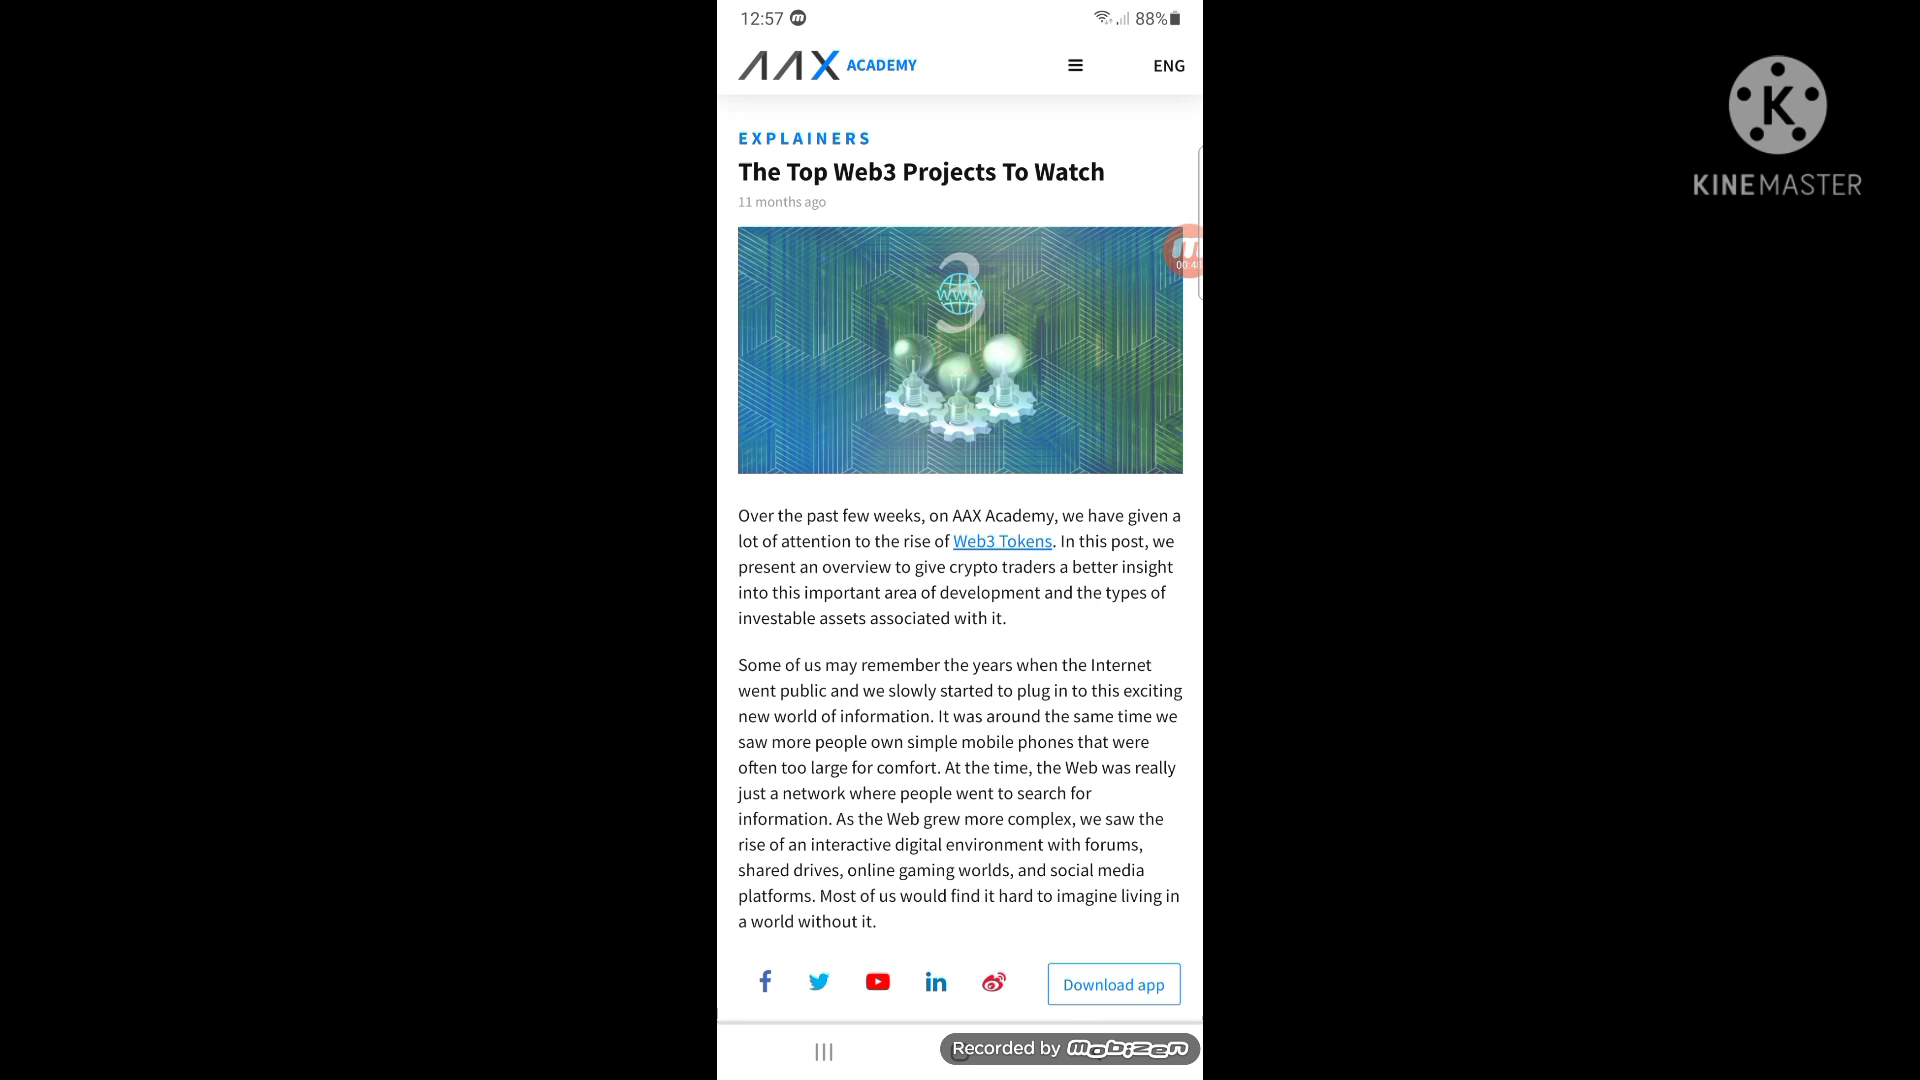 12:57
88%
AAX ACADEMY
ENG
EXPLAINERS
The Top Web3 Projects To Watch
11 months ago
3
WWW
Over the past few weeks, on AAX Academy, we have given a
lot of attention to the rise of Web3 Tokens. In this post, we
present an overview to give crypto traders a better insight
into this important area of development and the types of
investable assets associated with it.
Some of us may remember the years when the Internet
went public and we slowly started to plug in to this exciting
new world of information. It was around the same time we
saw more people own simple mobile phones that were
often too large for comfort. At the time, the Web was really
just a network where people went to search for
information. As the Web grew more complex, we saw the
rise of an interactive digital environment with forums,
shared drives, online gaming worlds, and social media
platforms. Most of us would find it hard to imagine living in
a world without it.
Download app
Recorded by Mobizen
K
KINEMASTER